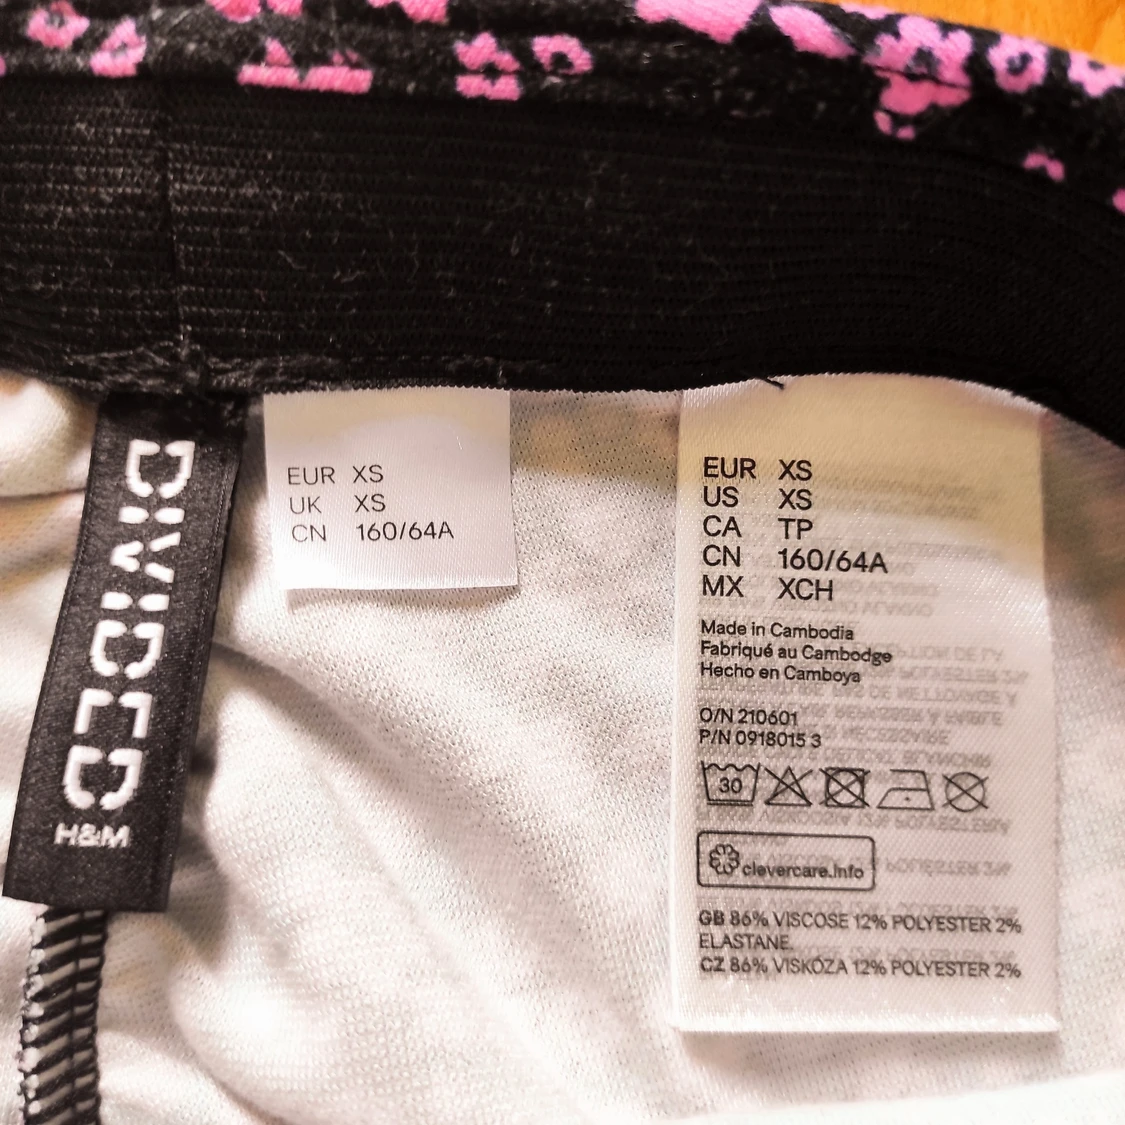 DIVIDED
H&M
EUR XS
UK XS
CN 160/64A
EUR XS
US XS
CA TP
CN 160/64A
MX XCH
Made in Cambodia
Fabriqué au Cambodge
Hecho en Camboya
O/N 210601
P/N 0918015 3
30
clevercare.info
GB 86% VISCOSE 12% POLYESTER 2%
ELASTANE.
CZ 86% VISKÓZA 12% POLYESTER 2%